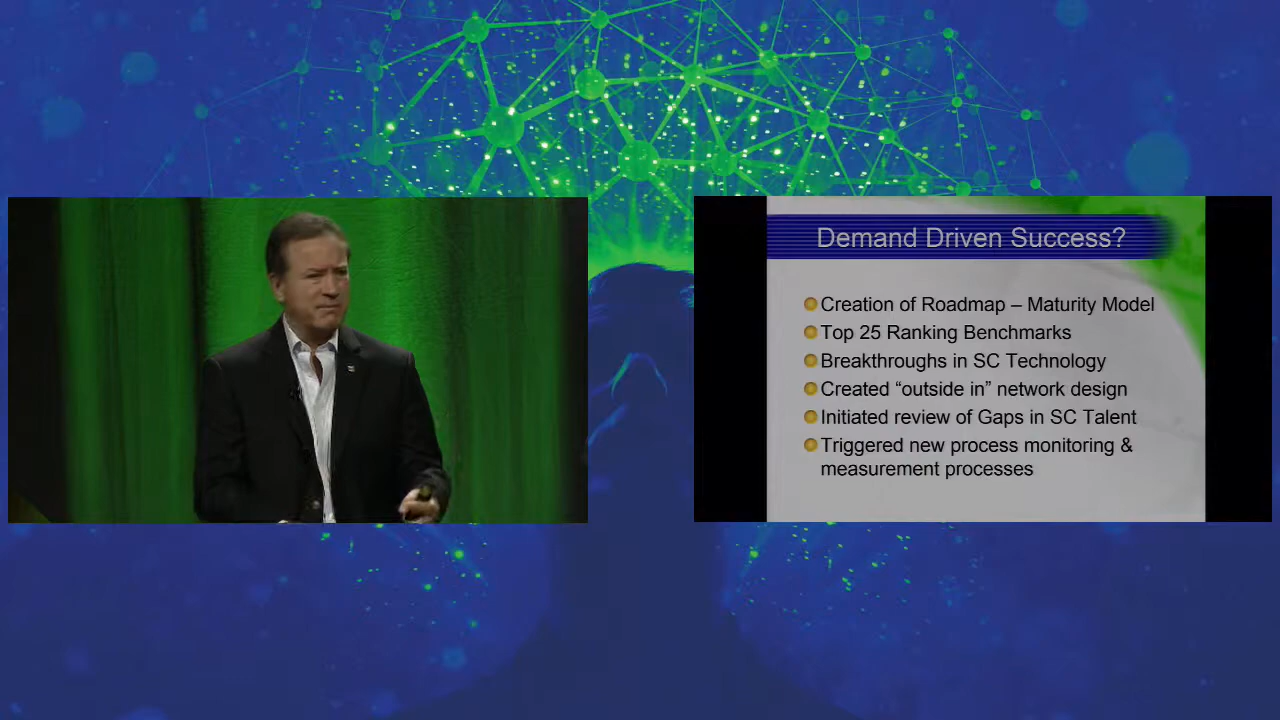 Demand Driven Success?
Creation of Roadmap – Maturity Model
Top 25 Ranking Benchmarks
Breakthroughs in SC Technology
Created “outside in” network design
Initiated review of Gaps in SC Talent
Triggered new process monitoring &
measurement processes